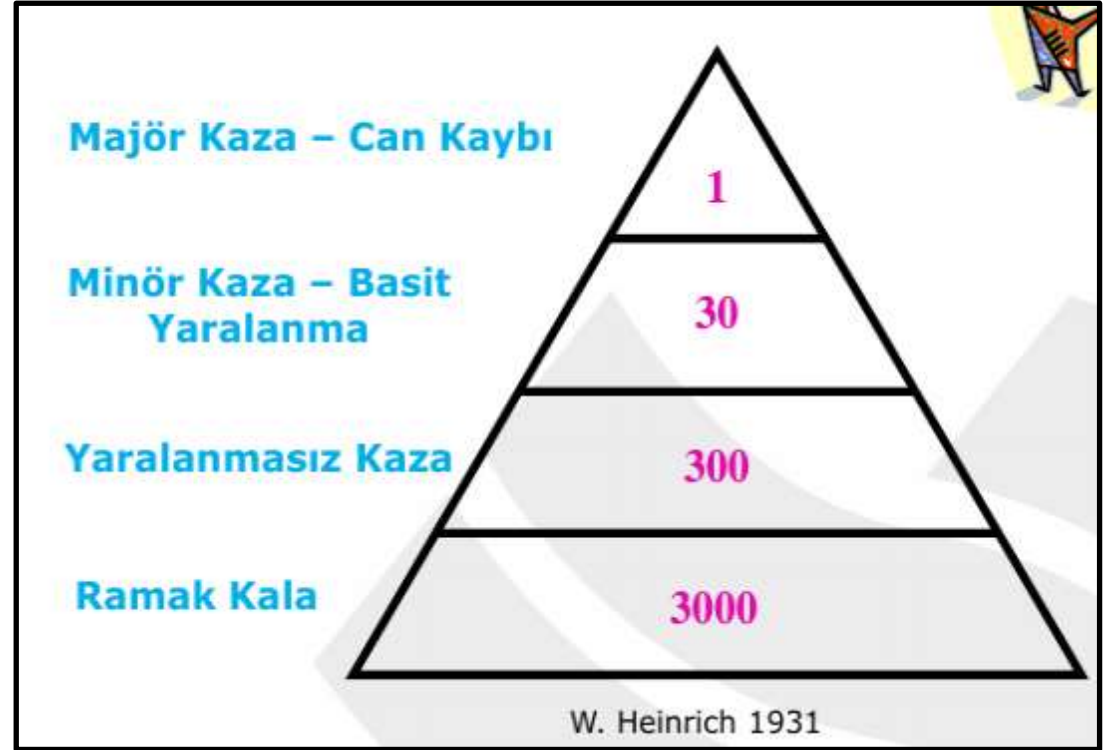 Majör Kaza – Can Kaybı
1
Minör Kaza – Basit
Yaralanma
30
Yaralanmasız Kaza
300
Ramak Kala
3000
W. Heinrich 1931